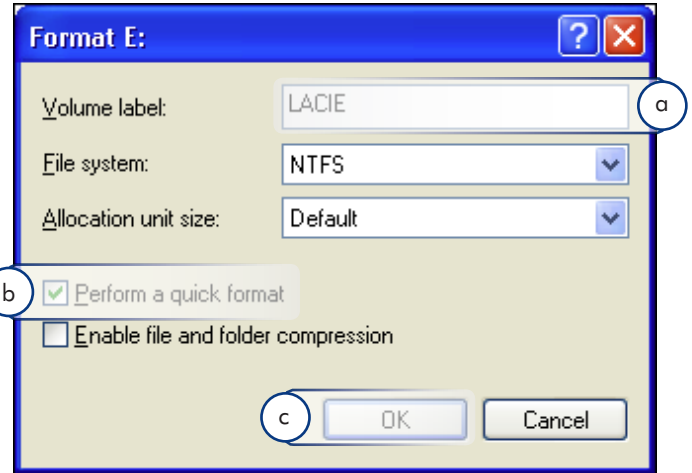 Format E:
Volume label: LACIE a
File system: NTFS
Allocation unit size: Default
b Perform a quick format
Enable file and folder compression
c OK Cancel